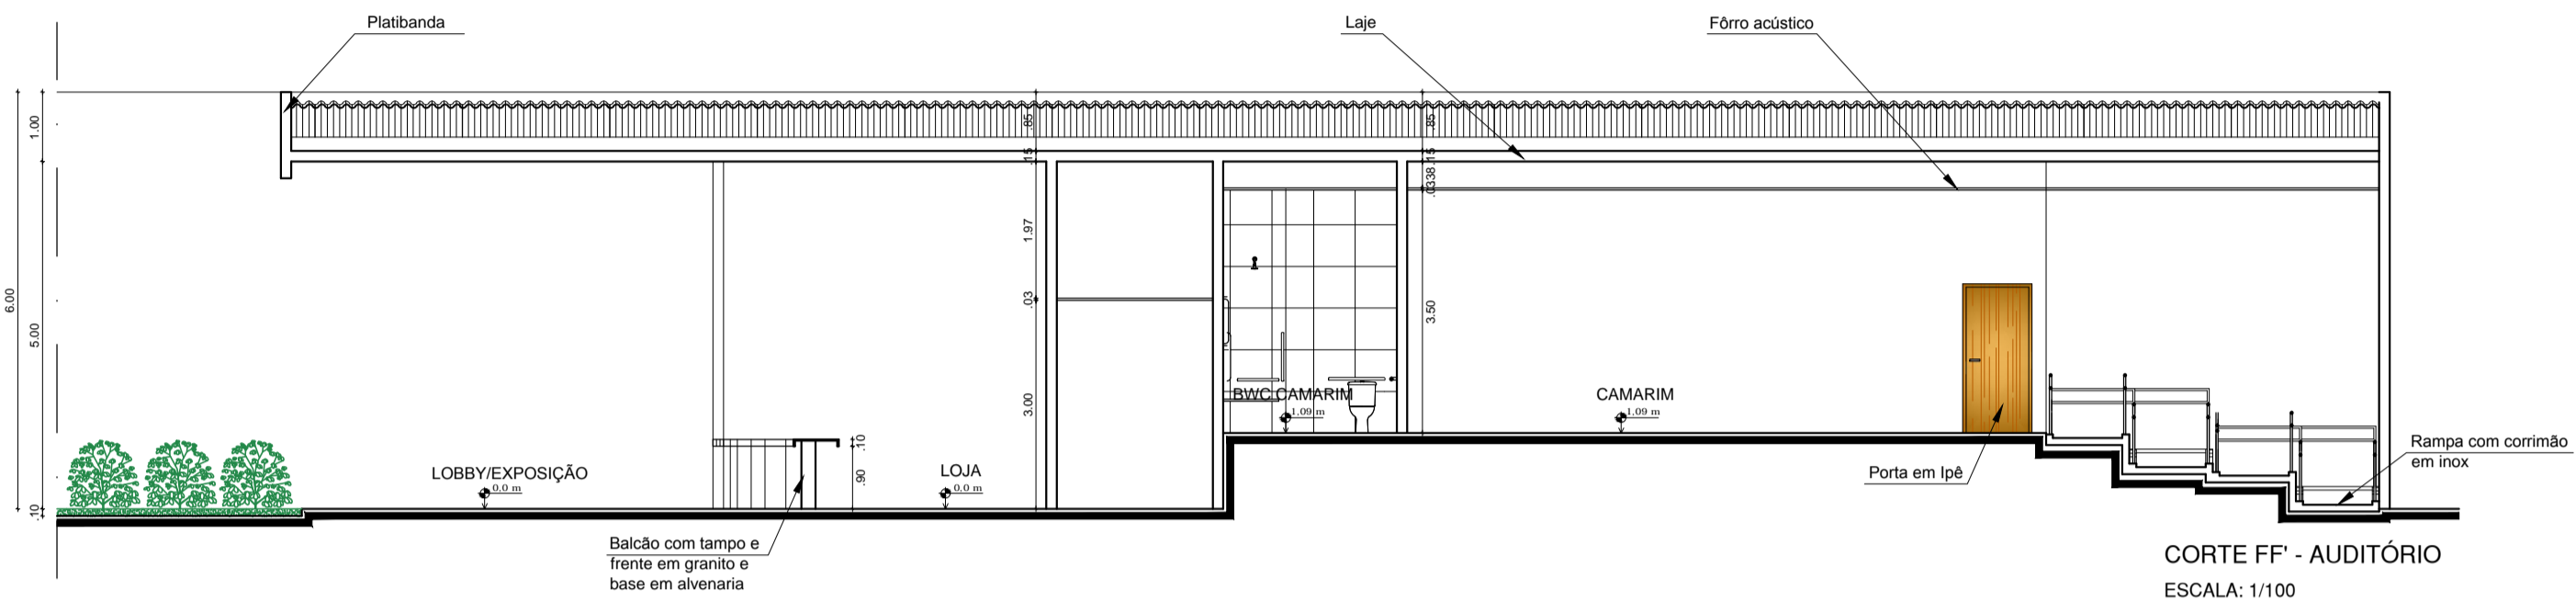 Platibanda
Laje
Fôrro acústico
1.00
6.00
5.00
.10
.85
.15
1.97
.03
3.00
.10
.90
.85
.15
.38
.03
3.50
LOBBY/EXPOSIÇÃO
0,0 m
LOJA
0,0 m
BWC CAMARIM
1,09 m
CAMARIM
1,09 m
Porta em Ipê
Rampa com corrimão
em inox
Balcão com tampo e
frente em granito e
base em alvenaria
CORTE FF' - AUDITÓRIO
ESCALA: 1/100